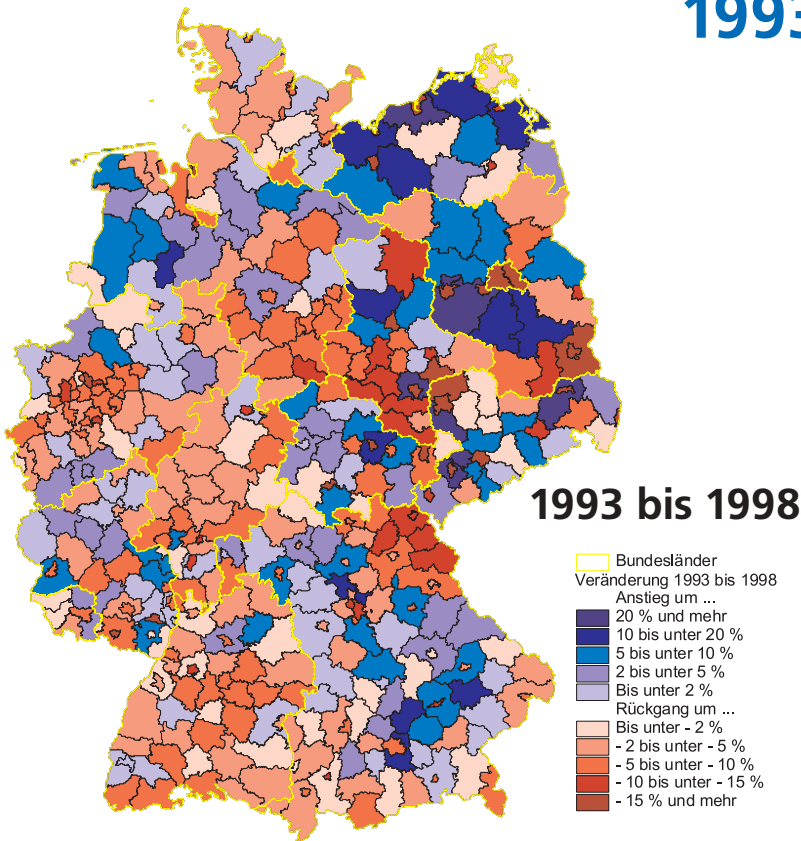 1993
1993 bis 1998
Bundesländer
Veränderung 1993 bis 1998
Anstieg um ...
20 % und mehr
10 bis unter 20 %
5 bis unter 10 %
2 bis unter 5 %
Bis unter 2 %
Rückgang um ...
Bis unter - 2 %
- 2 bis unter - 5 %
- 5 bis unter - 10 %
- 10 bis unter - 15 %
- 15 % und mehr